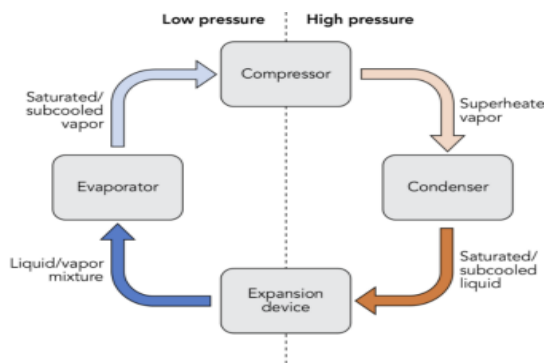 Low pressure
High pressure
Compressor
Saturated/
subcooled
vapor
Superheate
vapor
Evaporator
Condenser
Liquid/vapor
mixture
Saturated/
subcooled
liquid
Expansion
device